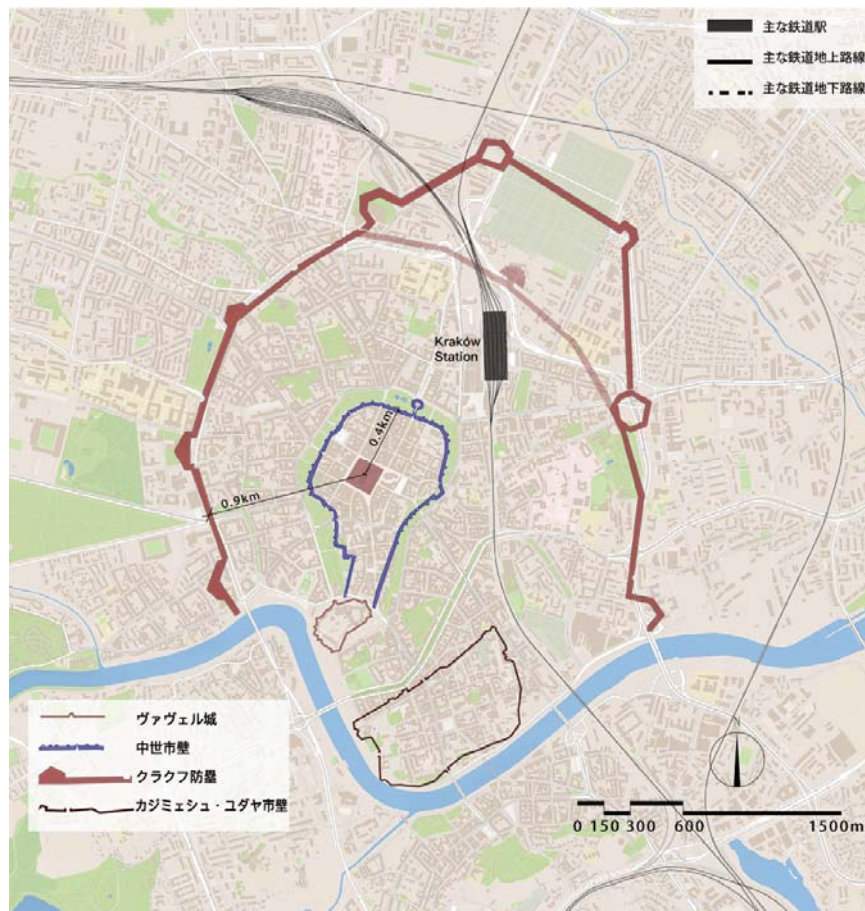 主な鉄道駅
主な鉄道地上路線
主な鉄道地下路線
Kraków
Station
0.4km
0.9km
ヴァヴェル城
中世市壁
クラクフ防塁
カジミェシュ・ユダヤ市壁
N
0 150 300 600 1500m